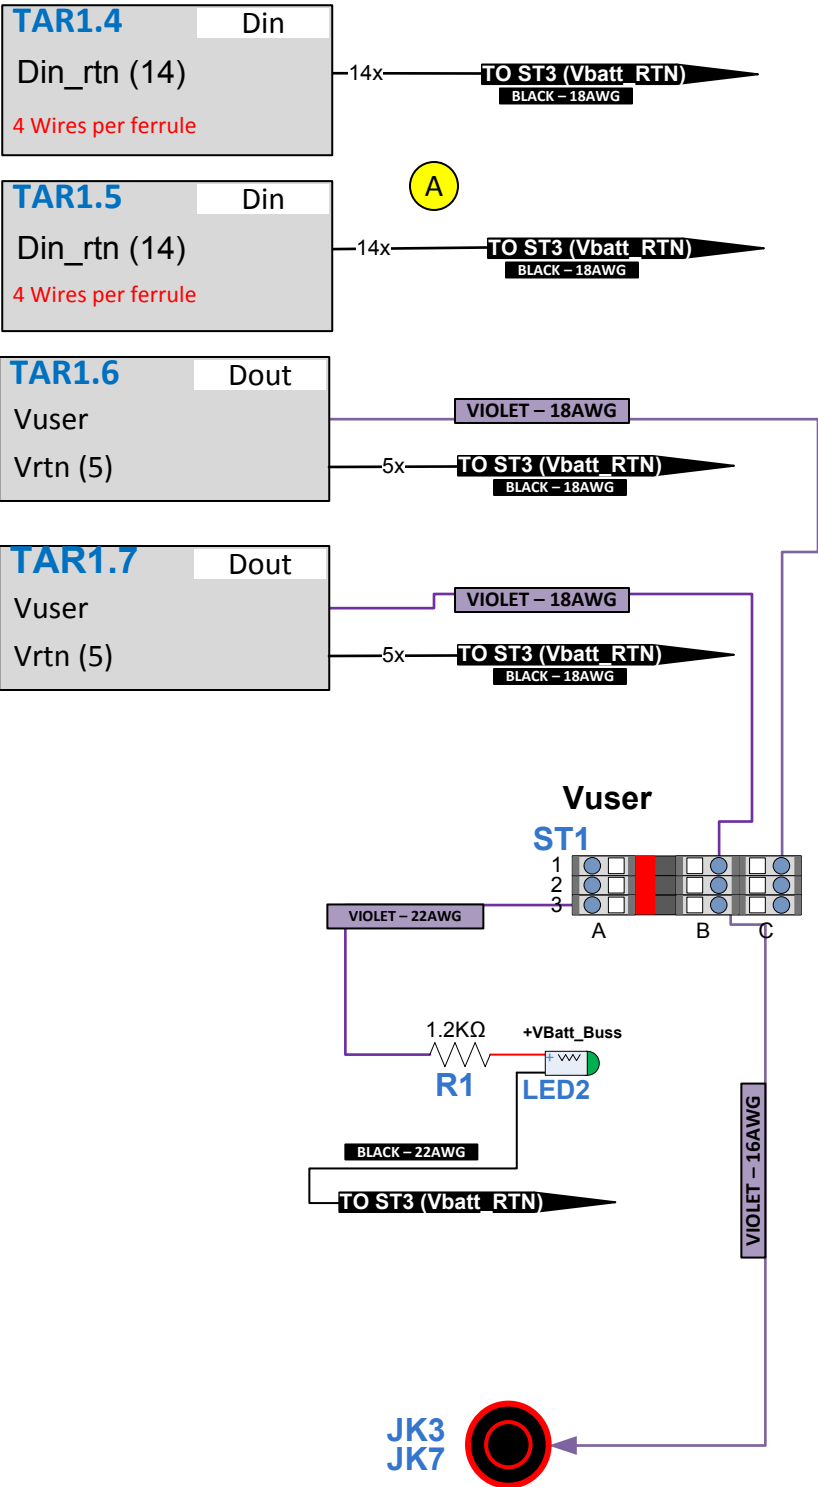 TAR1.4 Din
Din_rtn (14)
4 Wires per ferrule
14x
TO ST3 (Vbatt_RTN)
BLACK – 18AWG
A
TAR1.5 Din
Din_rtn (14)
4 Wires per ferrule
14x
TO ST3 (Vbatt_RTN)
BLACK – 18AWG
TAR1.6 Dout
Vuser
VIOLET – 18AWG
Vrtn (5)
5x
TO ST3 (Vbatt_RTN)
BLACK – 18AWG
TAR1.7 Dout
Vuser
VIOLET – 18AWG
Vrtn (5)
5x
TO ST3 (Vbatt_RTN)
BLACK – 18AWG
Vuser
ST1
1
2
3
A B C
VIOLET – 22AWG
1.2KΩ
+VBatt_Buss
+
R1
LED2
BLACK – 22AWG
TO ST3 (Vbatt_RTN)
VIOLET – 16AWG
JK3
JK7